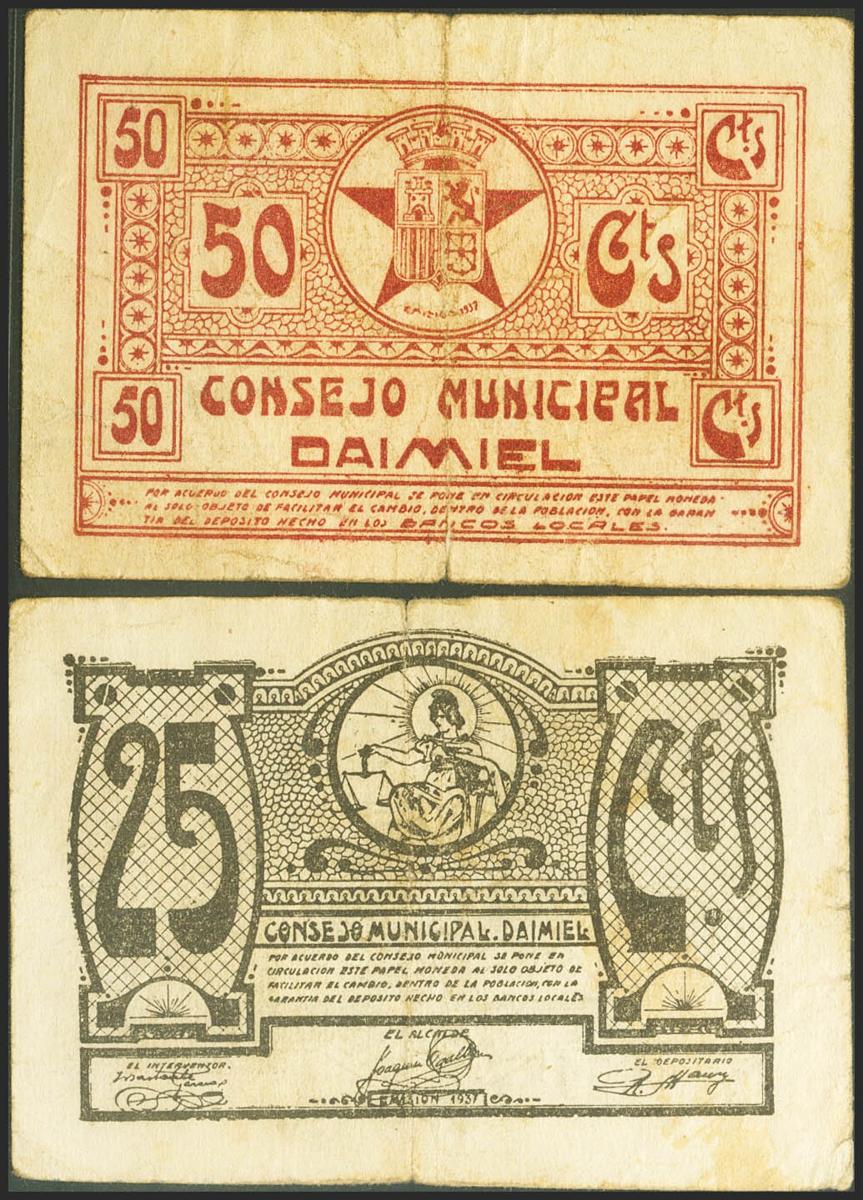 50 Cts
50 Cts
EMISION 1937
50 CONSEJO MUNICIPAL Cts
DAIMIEL
POR ACUERDO DEL CONSEJO MUNICIPAL SE PONE EN CIRCULACION ESTE PAPEL MONEDA
AL SOLO OBJETO DE FACILITAR EL CAMBIO, DENTRO DE LA POBLACION, CON LA GARAN
TIA DEL DEPOSITO HECHO EN LOS BANCOS LOCALES.
25 Cts
CONSEJO MUNICIPAL. DAIMIEL
POR ACUERDO DEL CONSEJO MUNICIPAL SE PONE EN
CIRCULACION ESTE PAPEL MONEDA AL SOLO OBJETO DE
FACILITAR EL CAMBIO, DENTRO DE LA POBLACION, CON LA
GARANTIA DEL DEPOSITO HECHO EN LOS BANCOS LOCALES
EL ALCALDE
EL INTERVENTOR. EL DEPOSITARIO
Joaquin
EMISION 1937